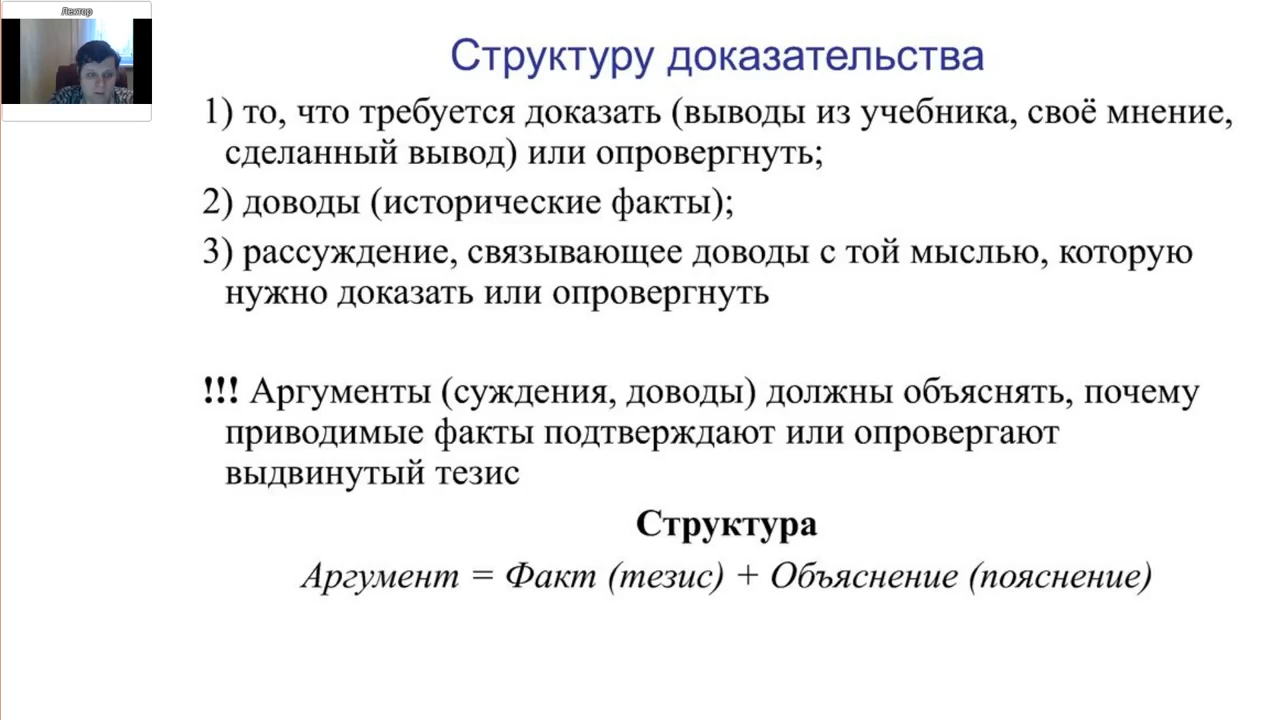 Лектор
Структуру доказательства
1) то, что требуется доказать (выводы из учебника, своё мнение,
сделанный вывод) или опровергнуть;
2) доводы (исторические факты);
3) рассуждение, связывающее доводы с той мыслью, которую
нужно доказать или опровергнуть
!!! Аргументы (суждения, доводы) должны объяснять, почему
приводимые факты подтверждают или опровергают
выдвинутый тезис
Структура
Аргумент = Факт (тезис) + Объяснение (пояснение)